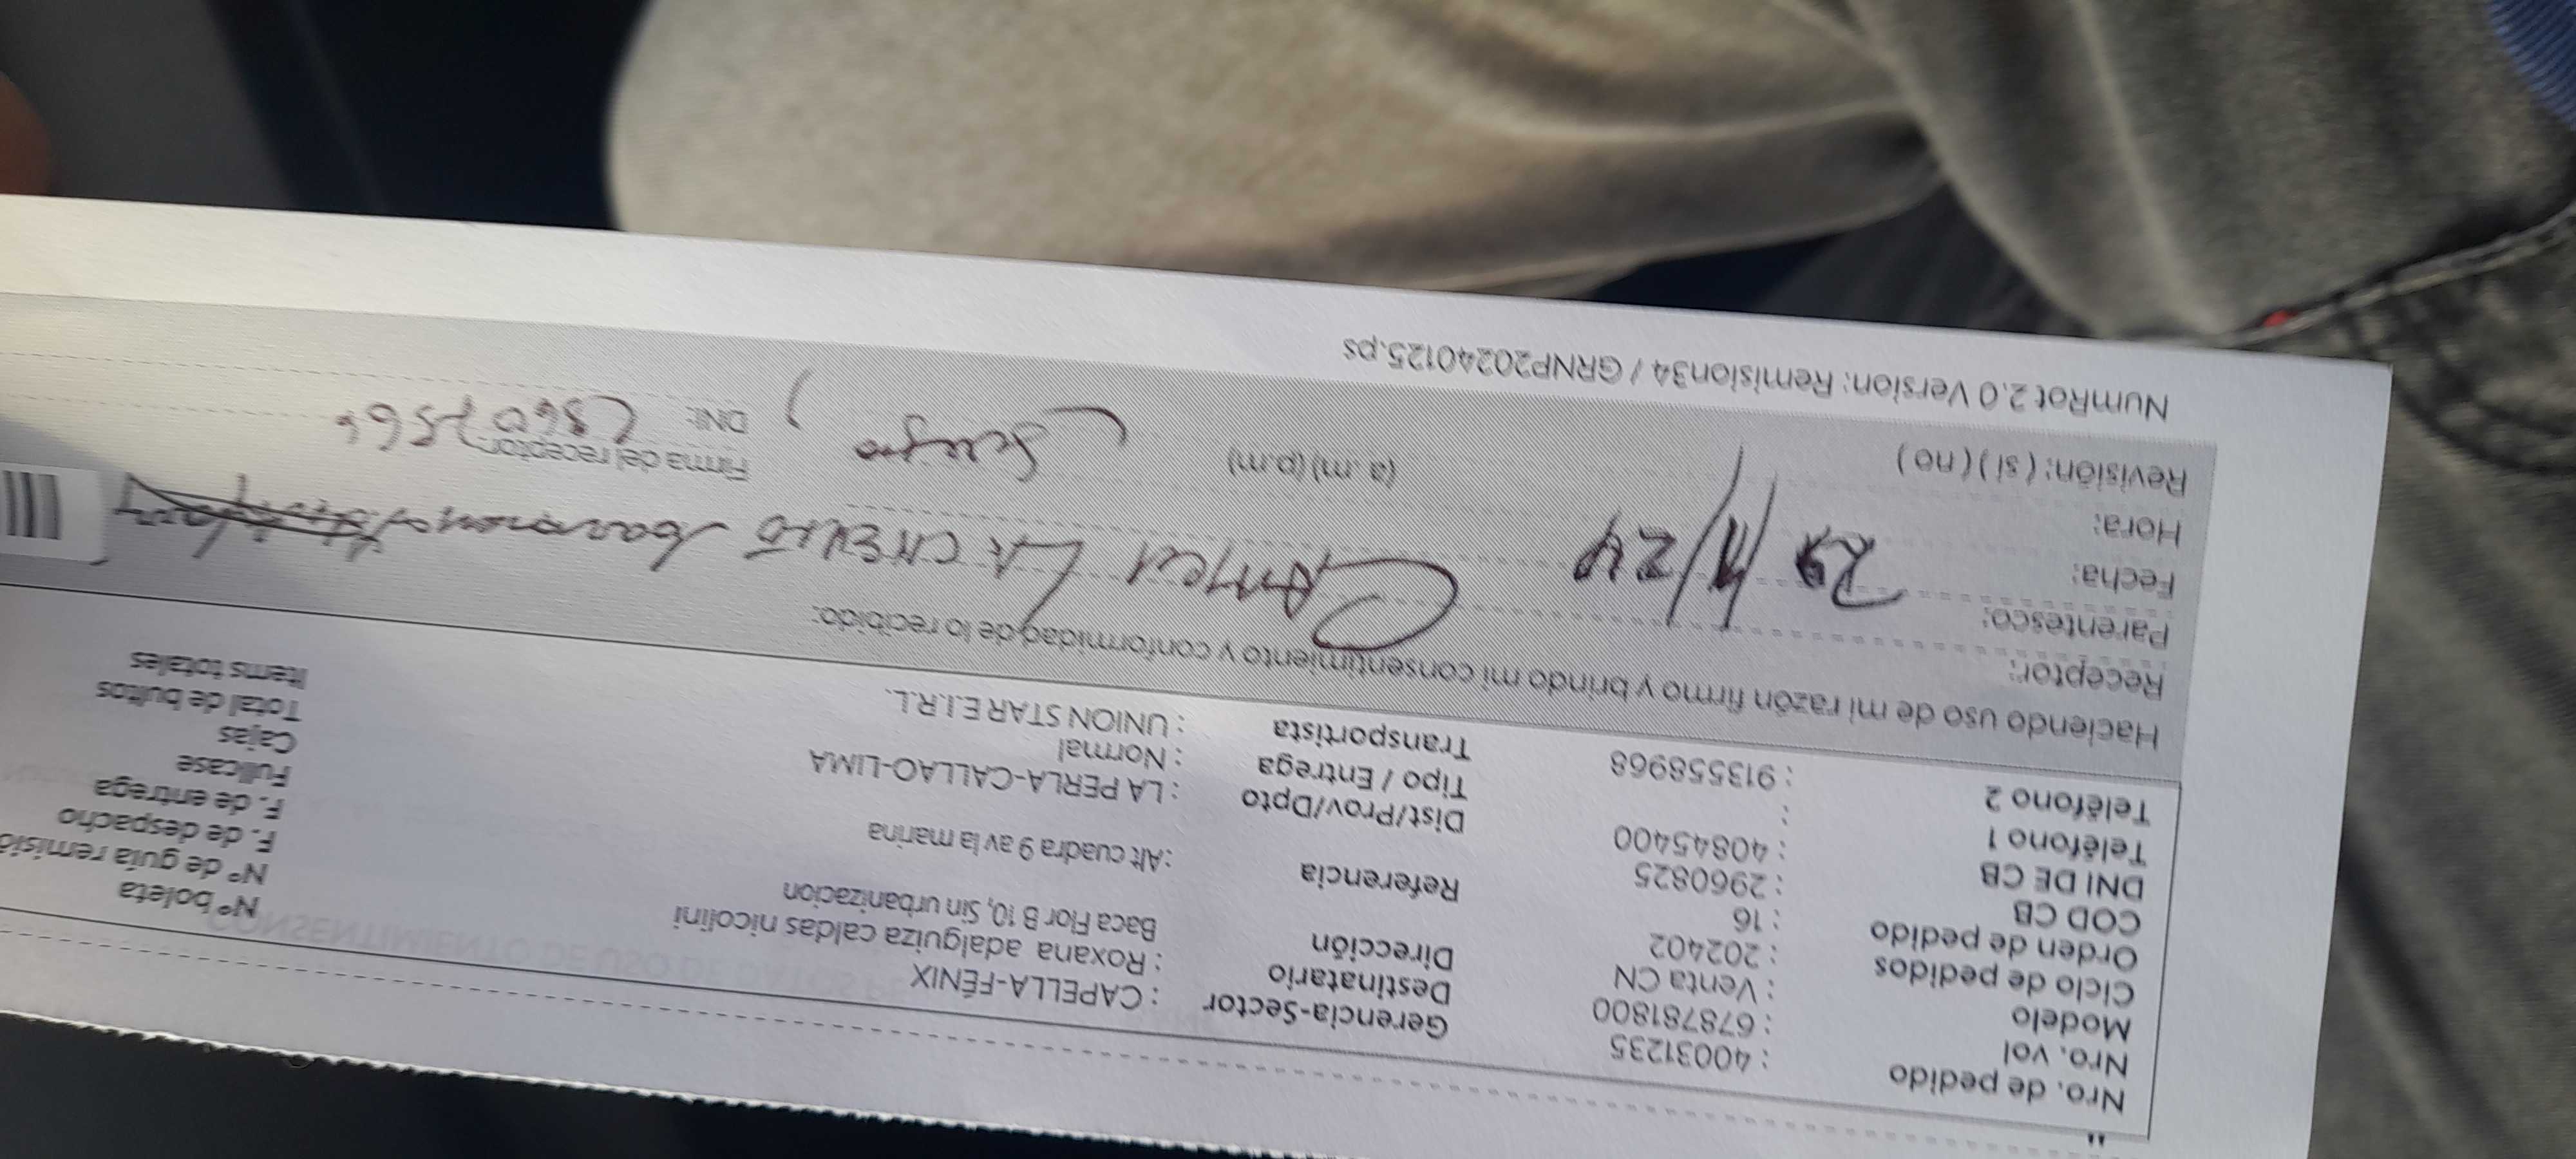 Nro. de pedido : 40031235 Gerencia-Sector : CAPELLA-FÉNIX Nº boleta
Nro. vol : 678781800 Destinatario : Roxana adalguiza caldas nicolini Nº de guía remisió
Modelo : Venta CN Dirección Baca Flor B 10, Sin urbanizacion F. de despacho
Ciclo de pedidos : 202402 F. de entrega
Orden de pedido : 16 Referencia :Alt cuadra 9 av la marina Fullcase
COD CB : 2960825 Cajas
DNI DE CB : 40845400 Dist/Prov/Dpto : LA PERLA-CALLAO-LIMA Total de bultos
Teléfono 1 : Tipo / Entrega : Normal Items totales
Teléfono 2 : 913558968 Transportista : UNION STAR E.I.R.L.
Haciendo uso de mi razón firmo y brindo mi consentimiento y conformidad de lo recibido:
Receptor:
Parentesco:
Fecha: 29
Hora: (a .m) (p.m) Firma del receptor:
Revisión: ( si ) ( no ) DNI:
NumRot 2.0 Version: Remision34 / GRNP20240125.ps